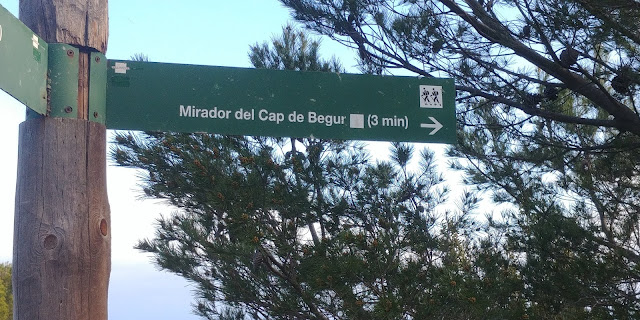 Mirador del Cap de Begur (3 min)